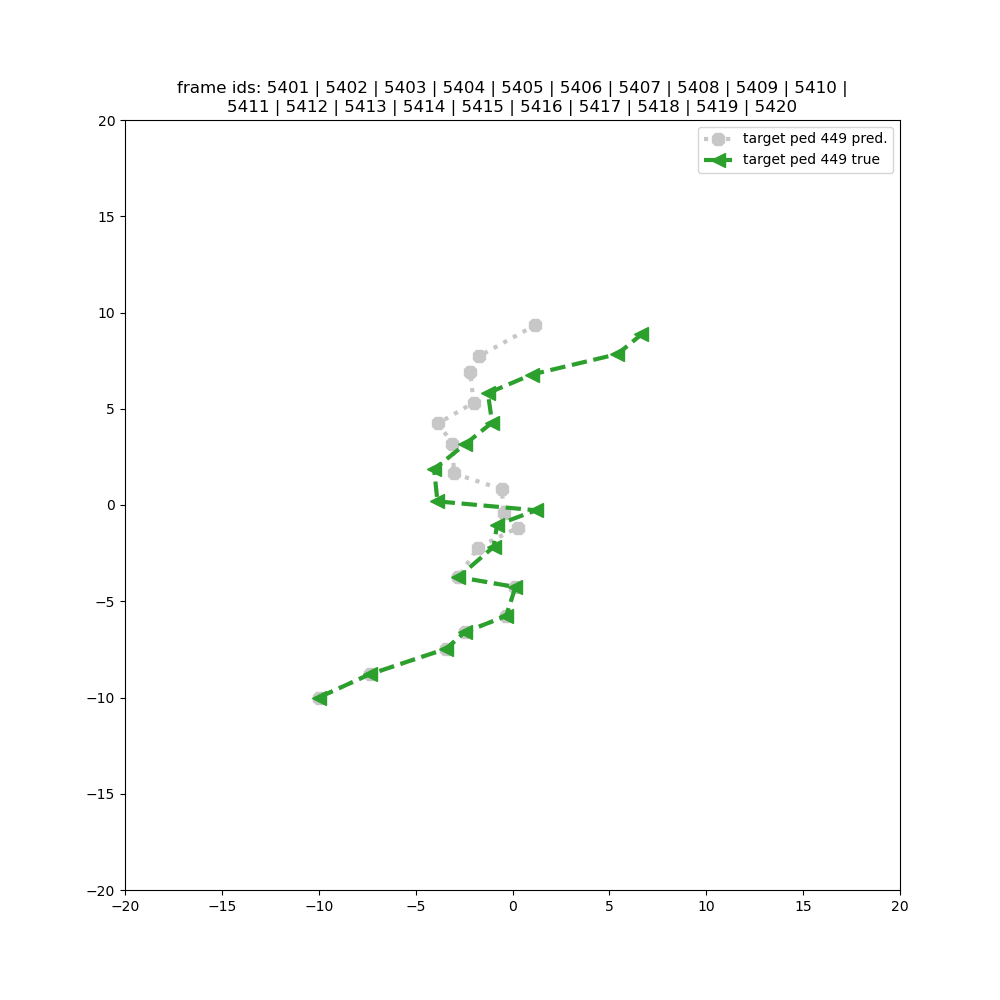 frame ids: 5401 | 5402 | 5403 | 5404 | 5405 | 5406 | 5407 | 5408 | 5409 | 5410 |
5411 | 5412 | 5413 | 5414 | 5415 | 5416 | 5417 | 5418 | 5419 | 5420
target ped 449 pred.
target ped 449 true
20
15
10
5
0
−5
−10
−15
−20
−20 −15 −10 −5 0 5 10 15 20